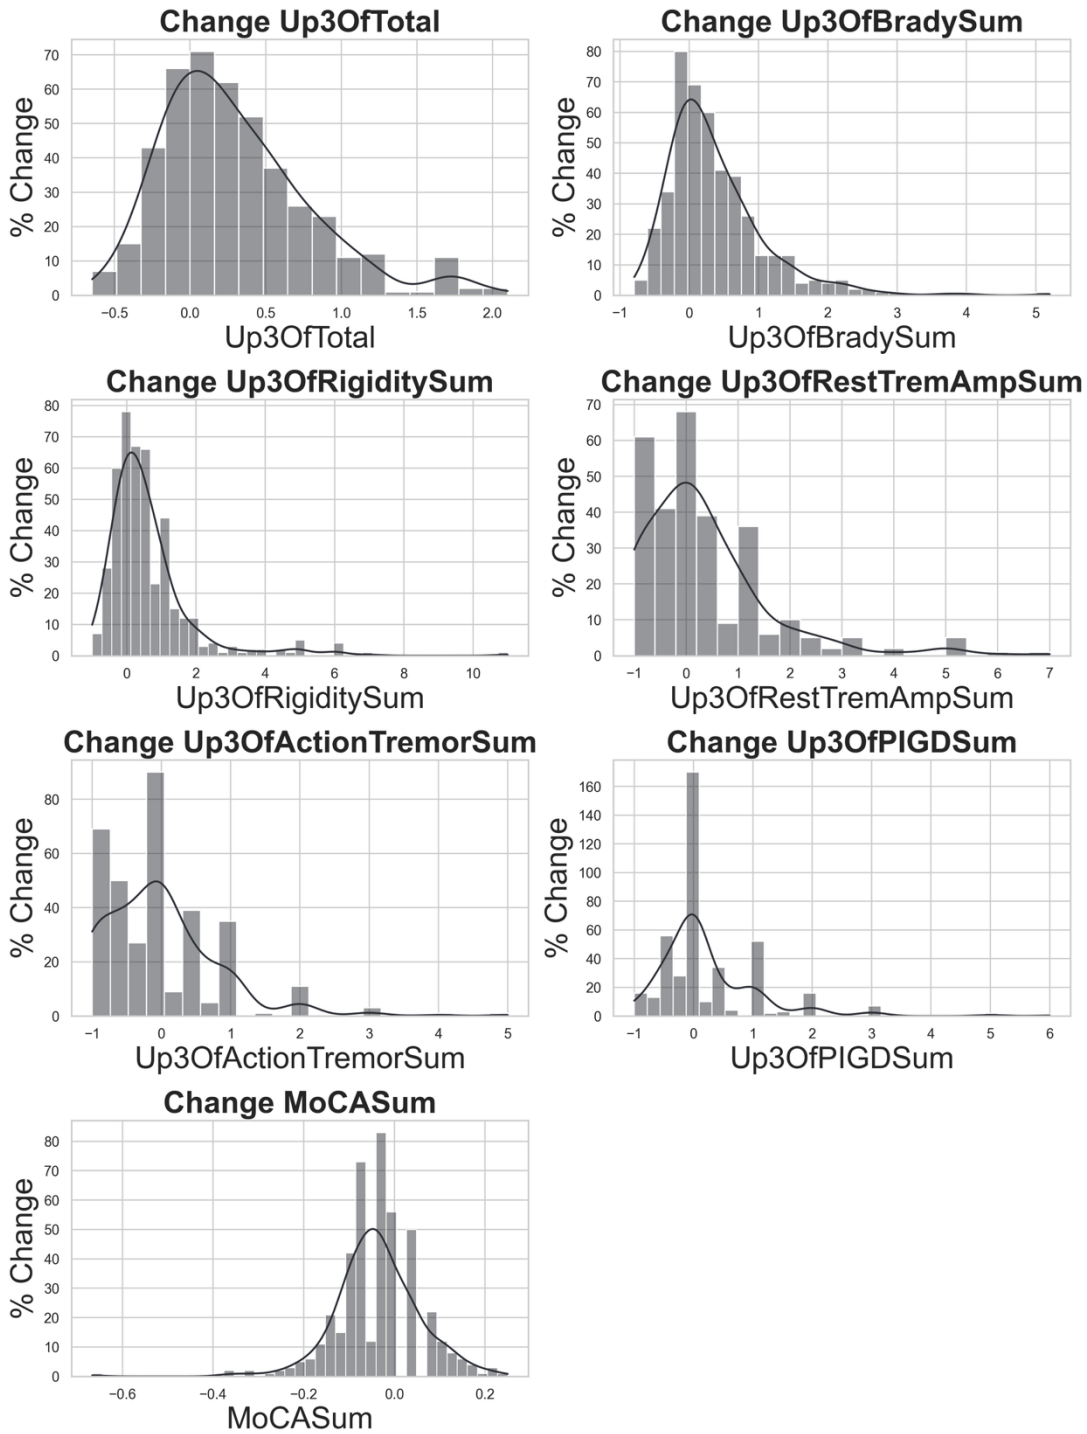 Change Up3OfTotal
% Change
70
60
50
40
30
20
10
0
−0.5 0.0 0.5 1.0 1.5 2.0
Up3OfTotal
Change Up3OfBradySum
% Change
80
70
60
50
40
30
20
10
0
−1 0 1 2 3 4 5
Up3OfBradySum
Change Up3OfRigiditySum
% Change
80
70
60
50
40
30
20
10
0
0 2 4 6 8 10
Up3OfRigiditySum
Change Up3OfRestTremAmpSum
% Change
70
60
50
40
30
20
10
0
−1 0 1 2 3 4 5 6 7
Up3OfRestTremAmpSum
Change Up3OfActionTremorSum
% Change
80
60
40
20
0
−1 0 1 2 3 4 5
Up3OfActionTremorSum
Change Up3OfPIGDSum
% Change
160
140
120
100
80
60
40
20
0
−1 0 1 2 3 4 5 6
Up3OfPIGDSum
Change MoCASum
% Change
80
70
60
50
40
30
20
10
0
−0.6 −0.4 −0.2 0.0 0.2
MoCASum